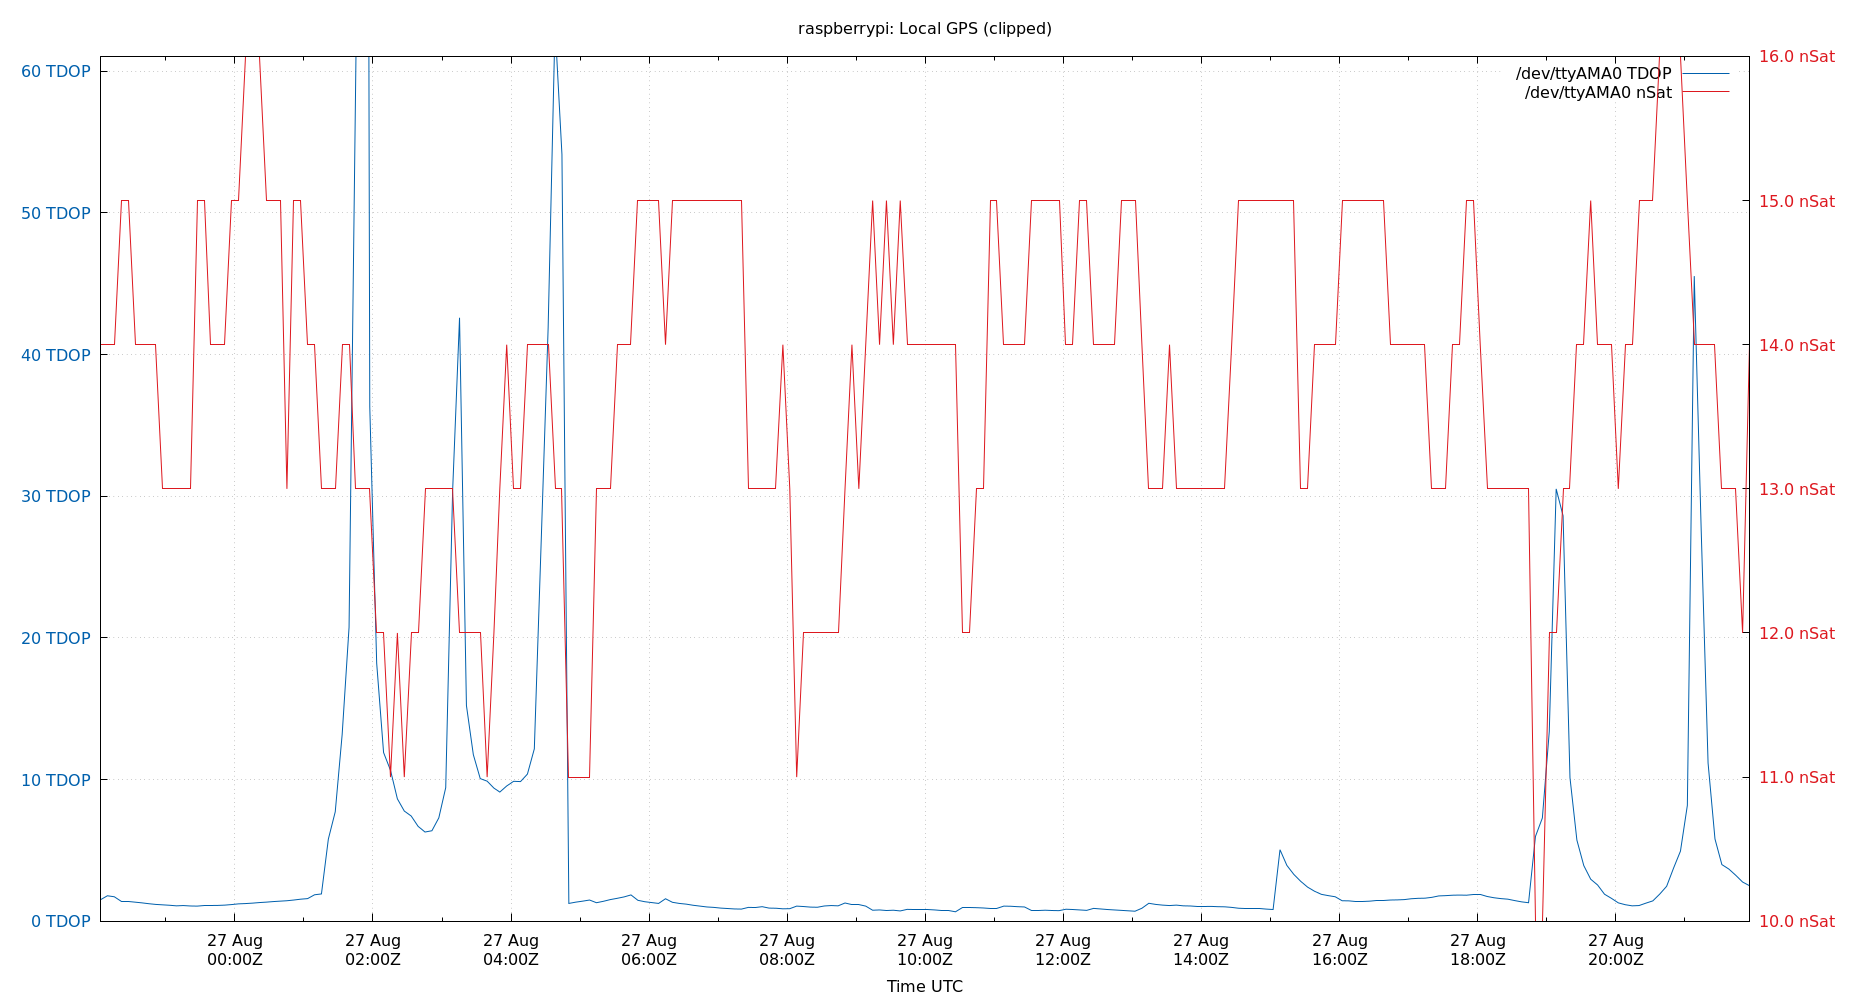 raspberrypi: Local GPS (clipped)
60 TDOP
50 TDOP
40 TDOP
30 TDOP
20 TDOP
10 TDOP
0 TDOP
16.0 nSat
15.0 nSat
14.0 nSat
13.0 nSat
12.0 nSat
11.0 nSat
10.0 nSat
/dev/ttyAMA0 TDOP
/dev/ttyAMA0 nSat
27 Aug
00:00Z
27 Aug
02:00Z
27 Aug
04:00Z
27 Aug
06:00Z
27 Aug
08:00Z
27 Aug
10:00Z
27 Aug
12:00Z
27 Aug
14:00Z
27 Aug
16:00Z
27 Aug
18:00Z
27 Aug
20:00Z
Time UTC